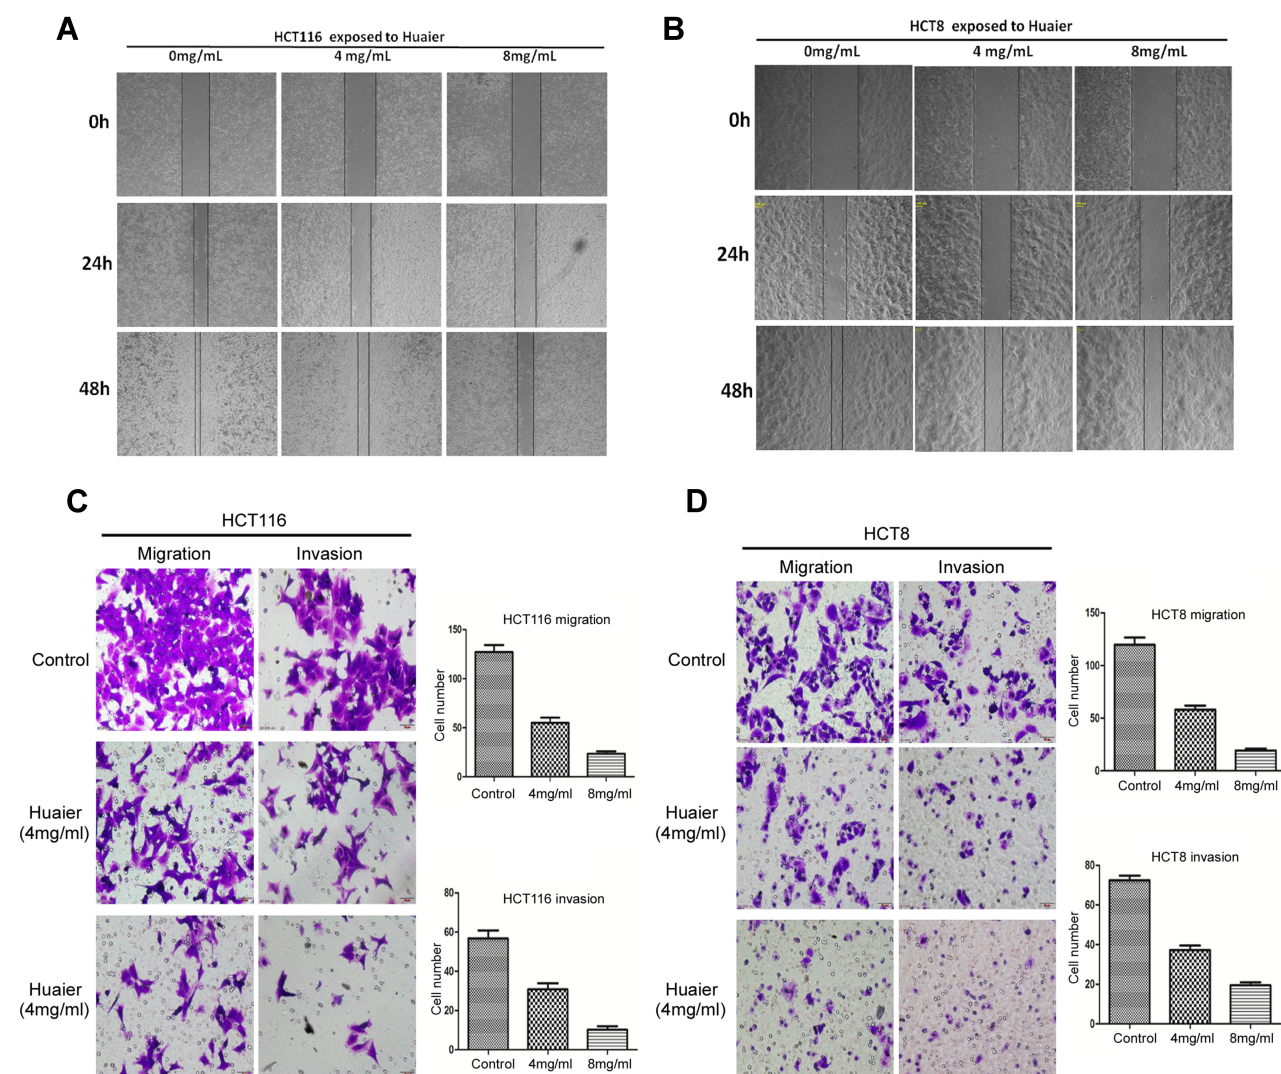 A
HCT116 exposed to Huaier
0mg/mL 4 mg/mL 8mg/mL
0h
24h
48h
B
HCT8 exposed to Huaier
0mg/mL 4 mg/mL 8mg/mL
0h
24h
48h
C
HCT116
Migration Invasion
Control
Huaier
(4mg/ml)
Huaier
(4mg/ml)
HCT116 migration
Cell number
150
100
50
0
Control 4mg/ml 8mg/ml
HCT116 invasion
Cell number
80
60
40
20
0
Control 4mg/ml 8mg/ml
D
HCT8
Migration Invasion
Control
Huaier
(4mg/ml)
Huaier
(4mg/ml)
HCT8 migration
Cell number
150
100
50
0
Control 4mg/ml 8mg/ml
HCT8 invasion
Cell number
80
60
40
20
0
Control 4mg/ml 8mg/ml